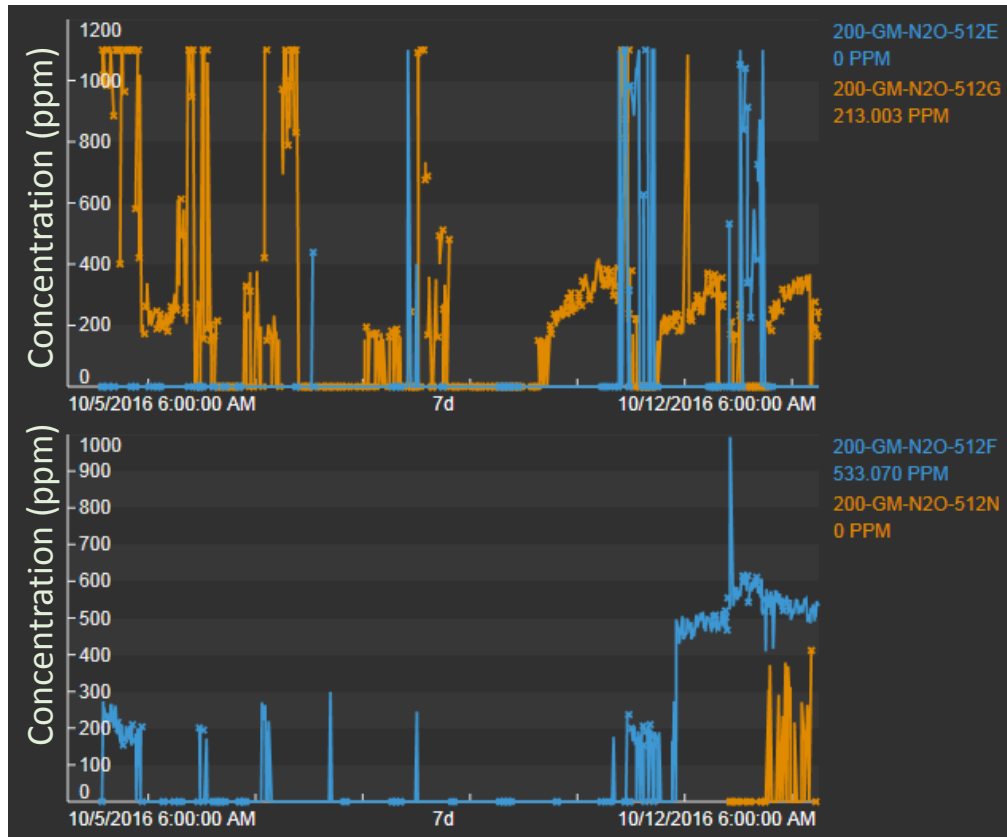 Concentration (ppm)
1200
1000
800
600
400
200
0
10/5/2016 6:00:00 AM 7d 10/12/2016 6:00:00 AM
200-GM-N2O-512E
0 PPM
200-GM-N2O-512G
213.003 PPM
Concentration (ppm)
1000
900
800
700
600
500
400
300
200
100
0
10/5/2016 6:00:00 AM 7d 10/12/2016 6:00:00 AM
200-GM-N2O-512F
533.070 PPM
200-GM-N2O-512N
0 PPM